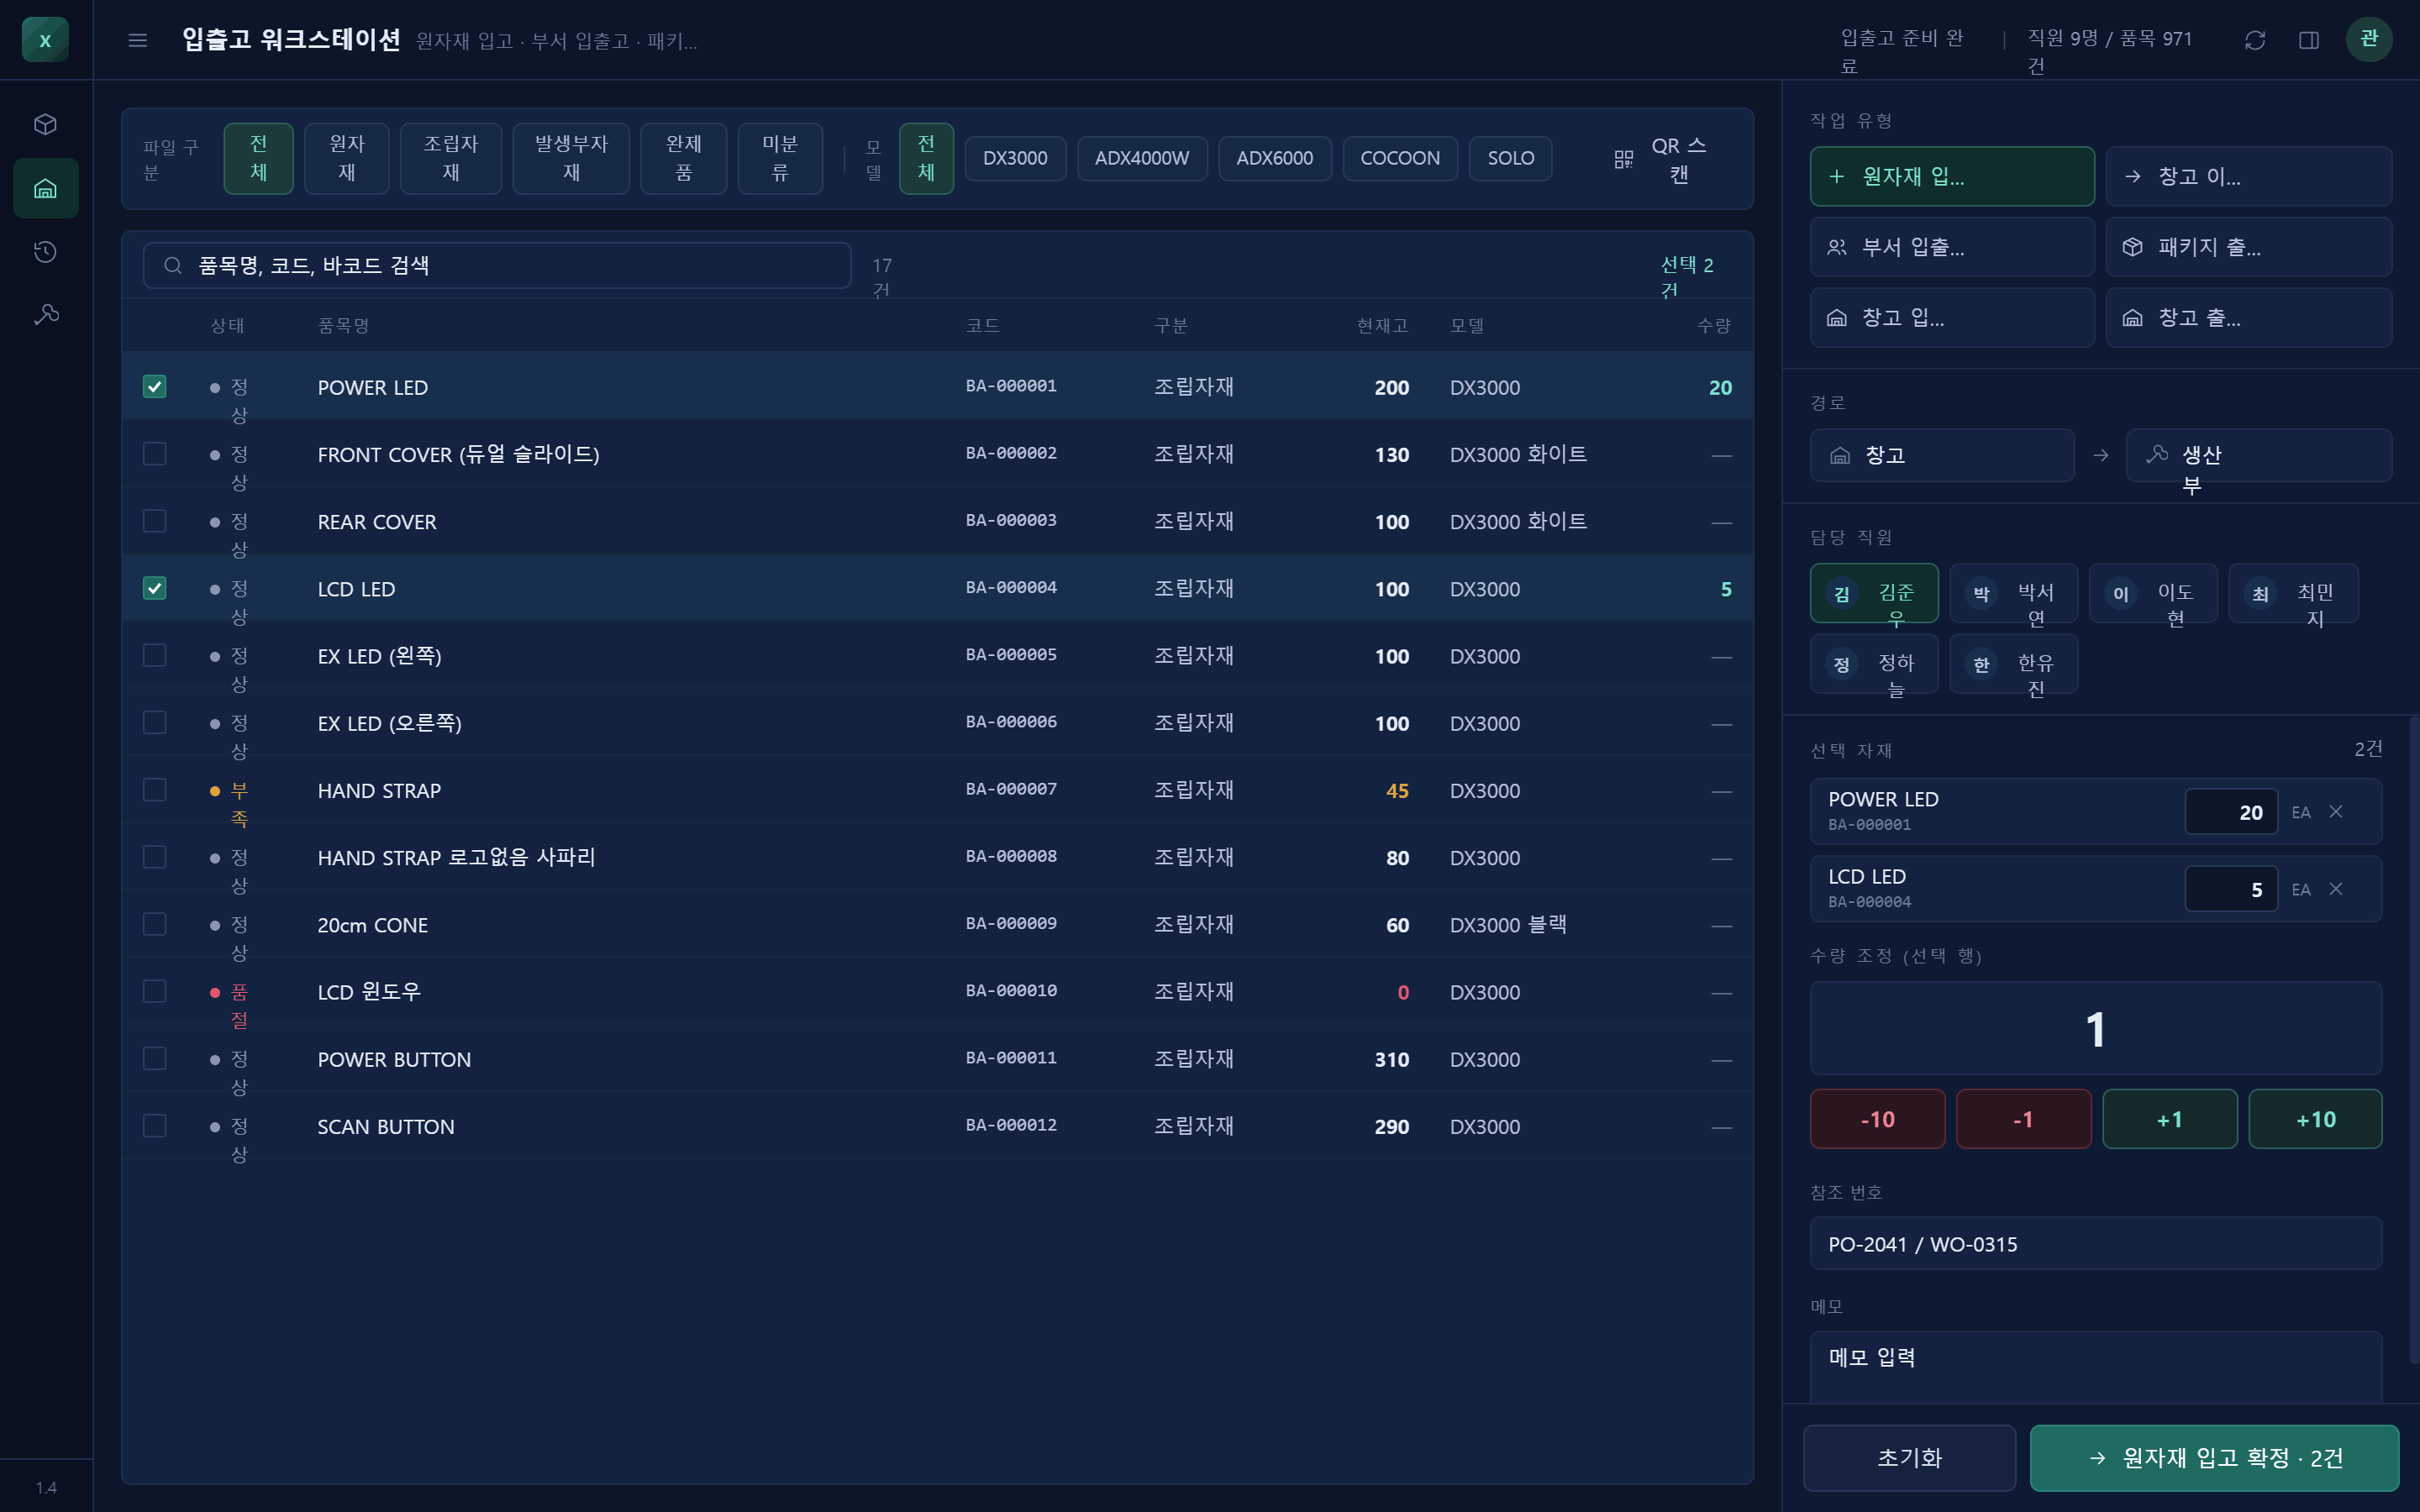 X
입출고 워크스테이션
원자재 입고 · 부서 입출고 · 패키...
입출고 준비 완
료
직원 9명 / 품목 971
건
관
파일 구
분
전
체
원자
재
조립자
재
발생부자
재
완제
품
미분
류
모
델
전
체
DX3000
ADX4000W
ADX6000
COCOON
SOLO
QR 스
캔
품목명, 코드, 바코드 검색
17
건
선택 2
건
상태 품목명 코드 구분 현재고 모델 수량
정
상
POWER LED BA-000001 조립자재 200 DX3000 20
정
상
FRONT COVER (듀얼 슬라이드) BA-000002 조립자재 130 DX3000 화이트 —
정
상
REAR COVER BA-000003 조립자재 100 DX3000 화이트 —
정
상
LCD LED BA-000004 조립자재 100 DX3000 5
정
상
EX LED (왼쪽) BA-000005 조립자재 100 DX3000 —
정
상
EX LED (오른쪽) BA-000006 조립자재 100 DX3000 —
부
족
HAND STRAP BA-000007 조립자재 45 DX3000 —
정
상
HAND STRAP 로고없음 사파리 BA-000008 조립자재 80 DX3000 —
정
상
20cm CONE BA-000009 조립자재 60 DX3000 블랙 —
품
절
LCD 윈도우 BA-000010 조립자재 0 DX3000 —
정
상
POWER BUTTON BA-000011 조립자재 310 DX3000 —
정
상
SCAN BUTTON BA-000012 조립자재 290 DX3000 —
1.4
작업 유형
원자재 입...
창고 이...
부서 입출...
패키지 출...
창고 입...
창고 출...
경로
창고
생산
부
담당 직원
김 김준
우
박 박서
연
이 이도
현
최 최민
지
정 정하
늘
한 한유
진
선택 자재 2건
POWER LED
BA-000001
20 EA
LCD LED
BA-000004
5 EA
수량 조정 (선택 행)
1
-10 -1 +1 +10
참조 번호
PO-2041 / WO-0315
메모
메모 입력
초기화
원자재 입고 확정 · 2건